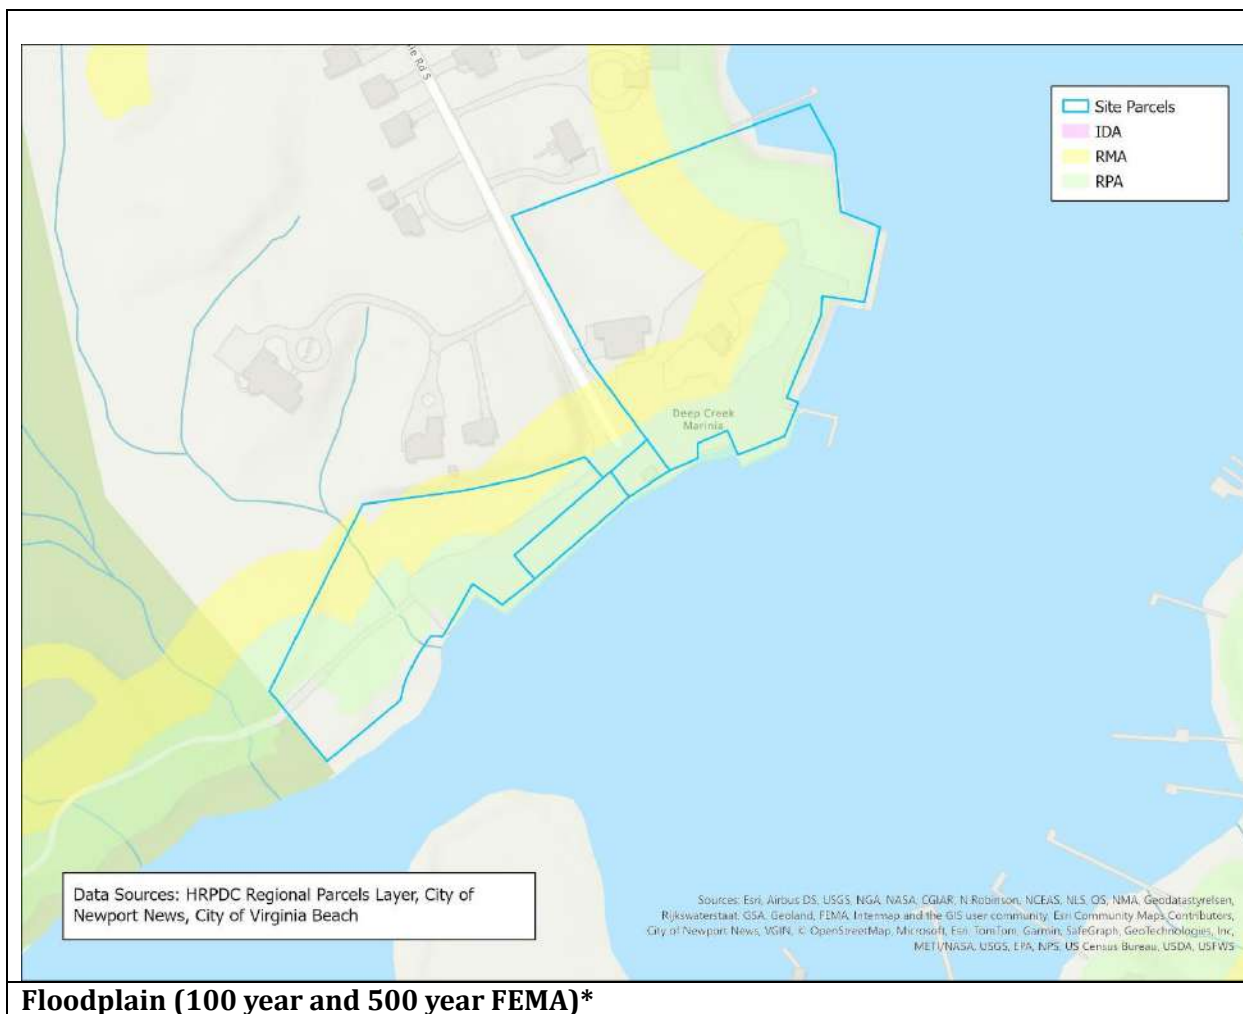 ie Rd S
Site Parcels
IDA
RMA
RPA
Deep Creek
Marinia
Data Sources: HRPDC Regional Parcels Layer, City of
Newport News, City of Virginia Beach
Sources: Esri, Airbus DS, USGS, NGA, NASA, CGIAR, N Robinson, NCEAS, NLS, OS, NMA, Geodatastyrelsen,
Rijkswaterstaat, GSA, Geoland, FEMA, Intermap and the GIS user community, Esri Community Maps Contributors,
City of Newport News, VGIN, © OpenStreetMap, Microsoft, Esri, TomTom, Garmin, SafeGraph, GeoTechnologies, Inc,
METI/NASA, USGS, EPA, NPS, US Census Bureau, USDA, USFWS
Floodplain (100 year and 500 year FEMA)*